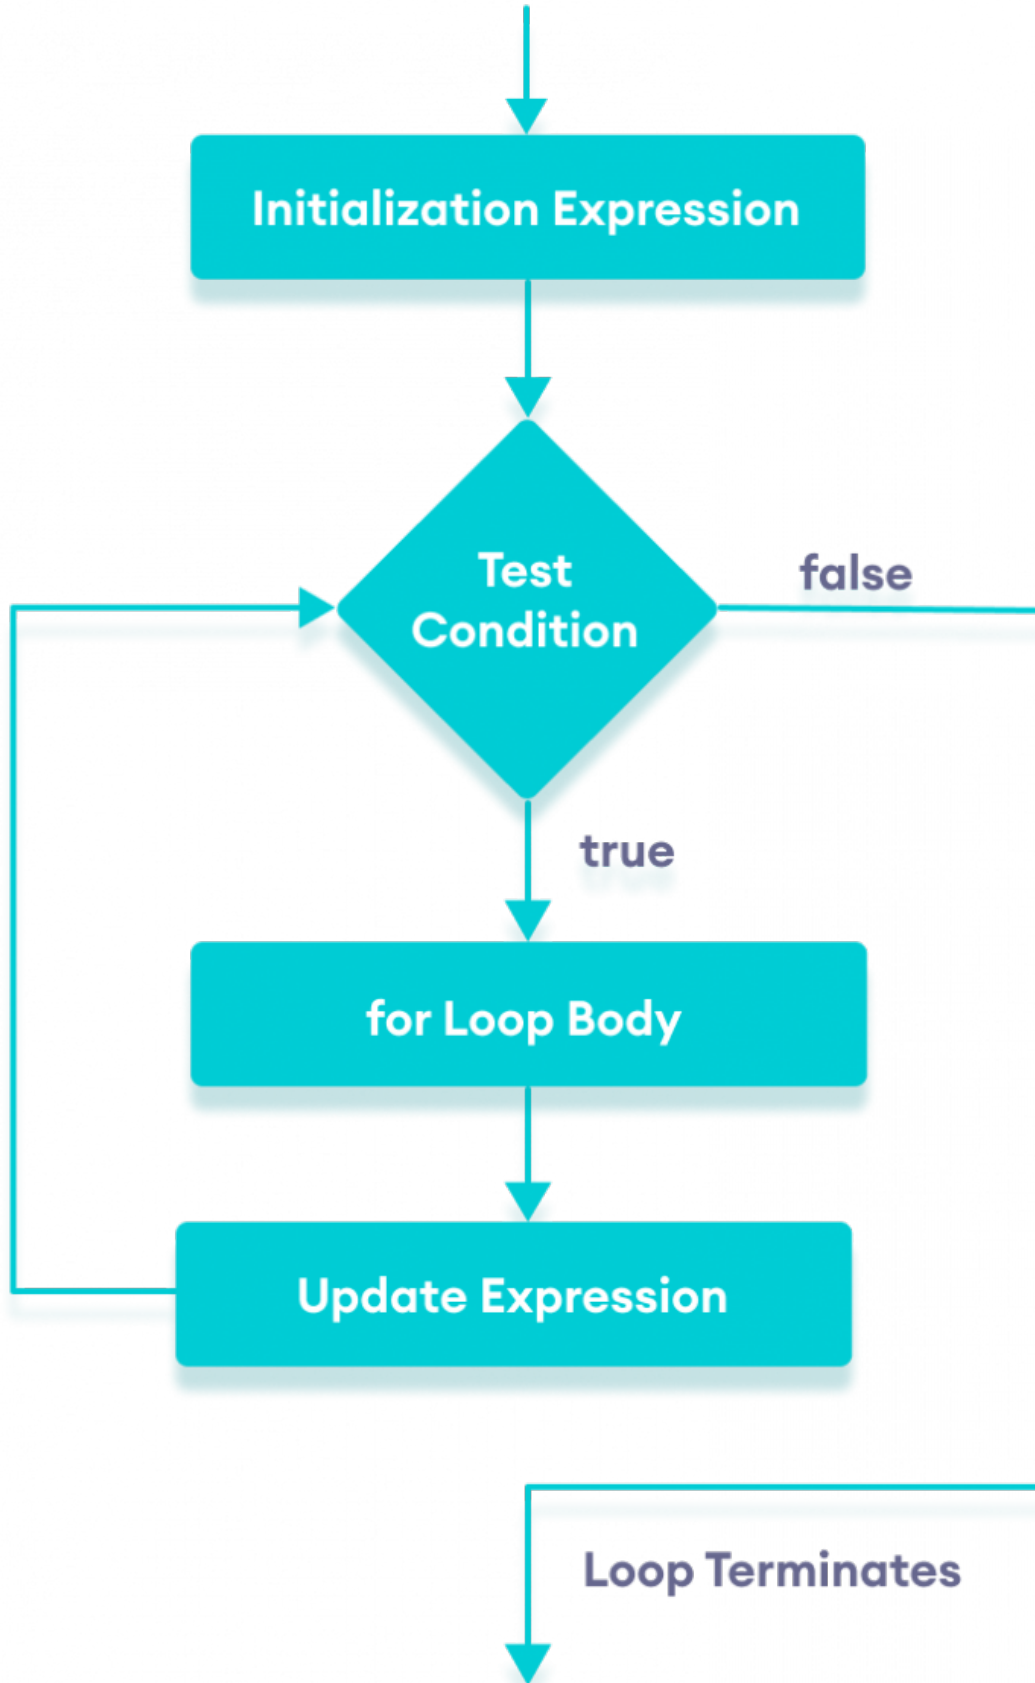 Initialization Expression
Test
Condition
false
true
for Loop Body
Update Expression
Loop Terminates